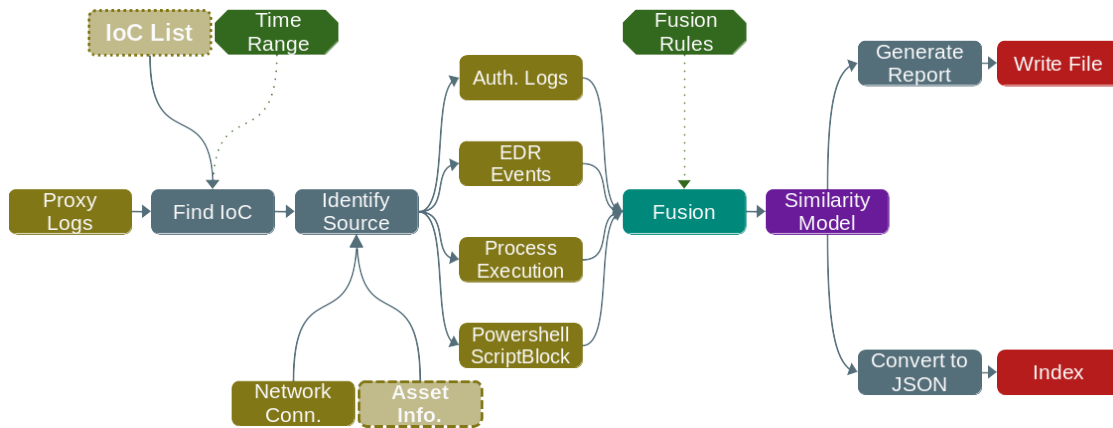 IoC List
Time
Range
Fusion
Rules
Generate
Report
Write File
Auth. Logs
EDR
Events
Proxy
Logs
Find IoC
Identify
Source
Fusion
Similarity
Model
Process
Execution
Powershell
ScriptBlock
Convert to
JSON
Index
Network
Conn.
Asset
Info.